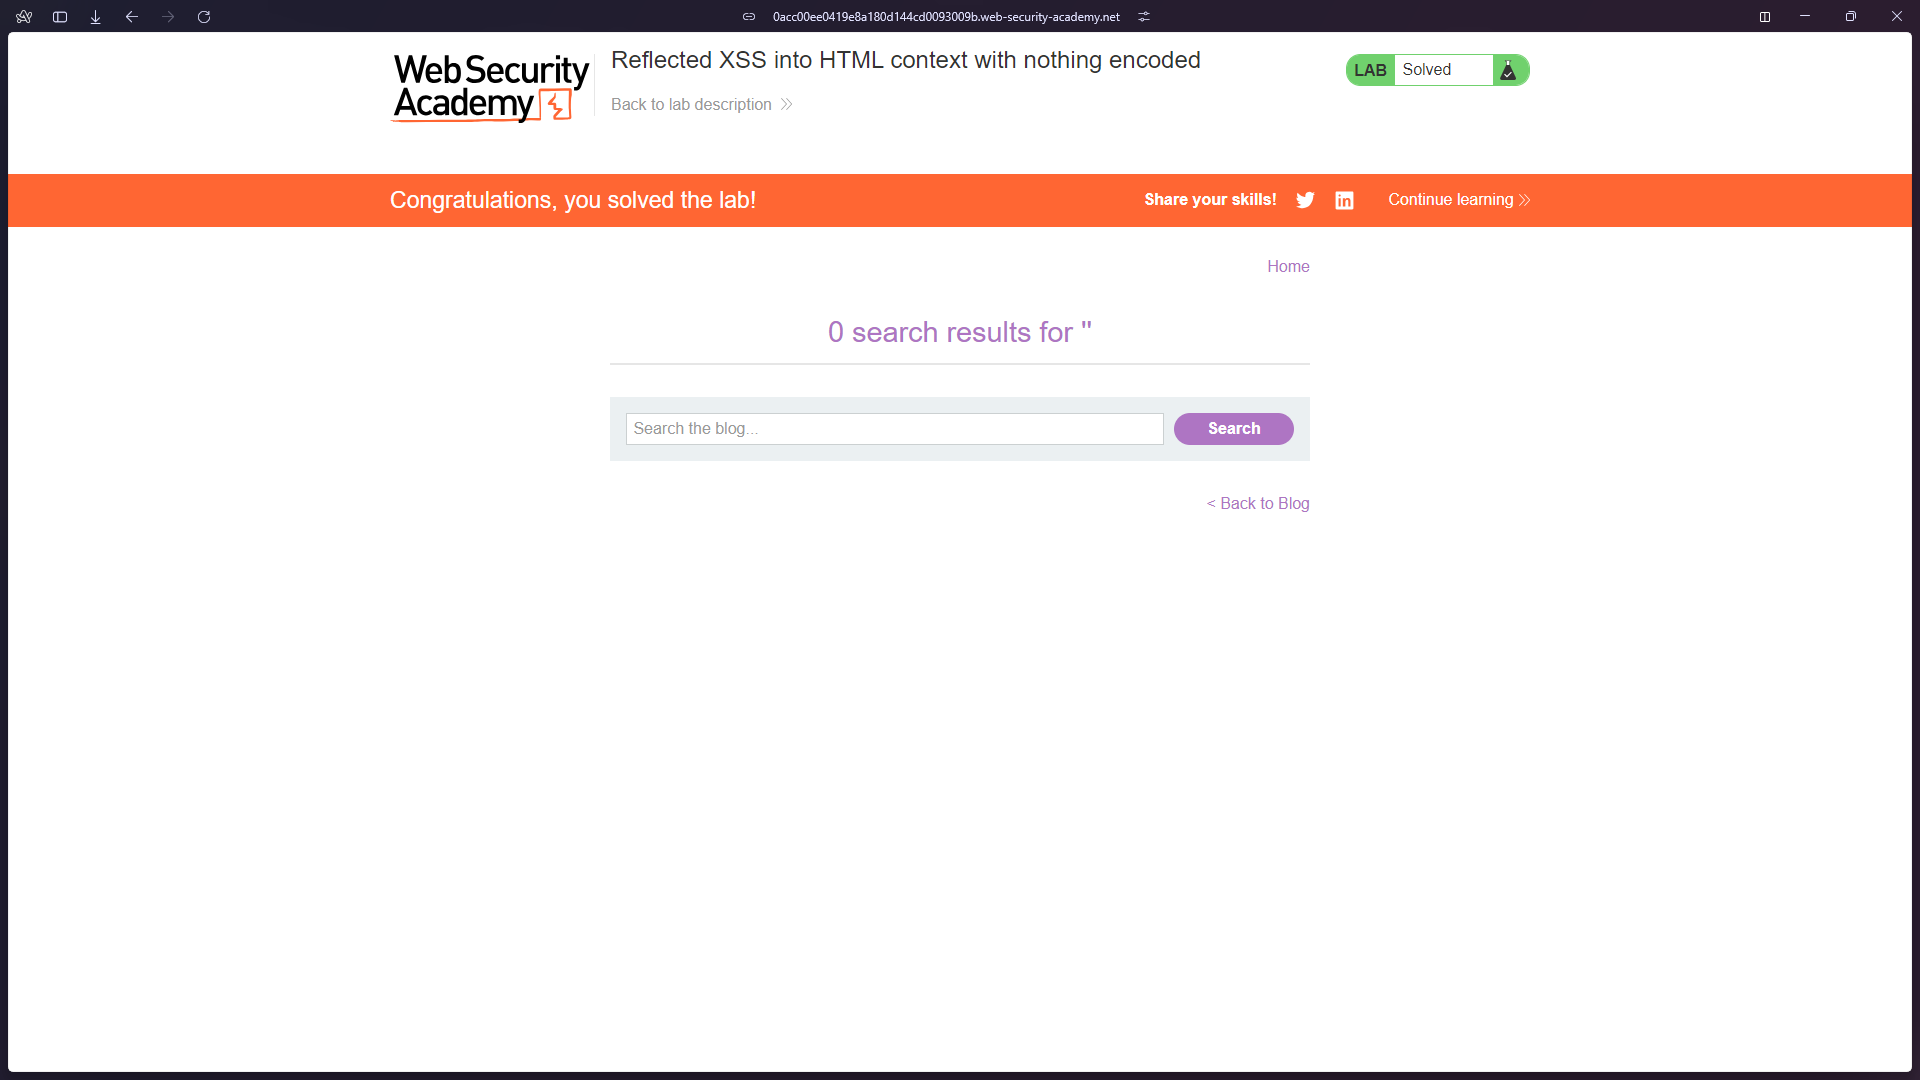 0acc00ee0419e8a180d144cd0093009b.web-security-academy.net
Web Security
Academy
Reflected XSS into HTML context with nothing encoded
Back to lab description
LAB Solved
Congratulations, you solved the lab!
Share your skills!
Continue learning
Home
0 search results for ''
Search the blog...
Search
< Back to Blog